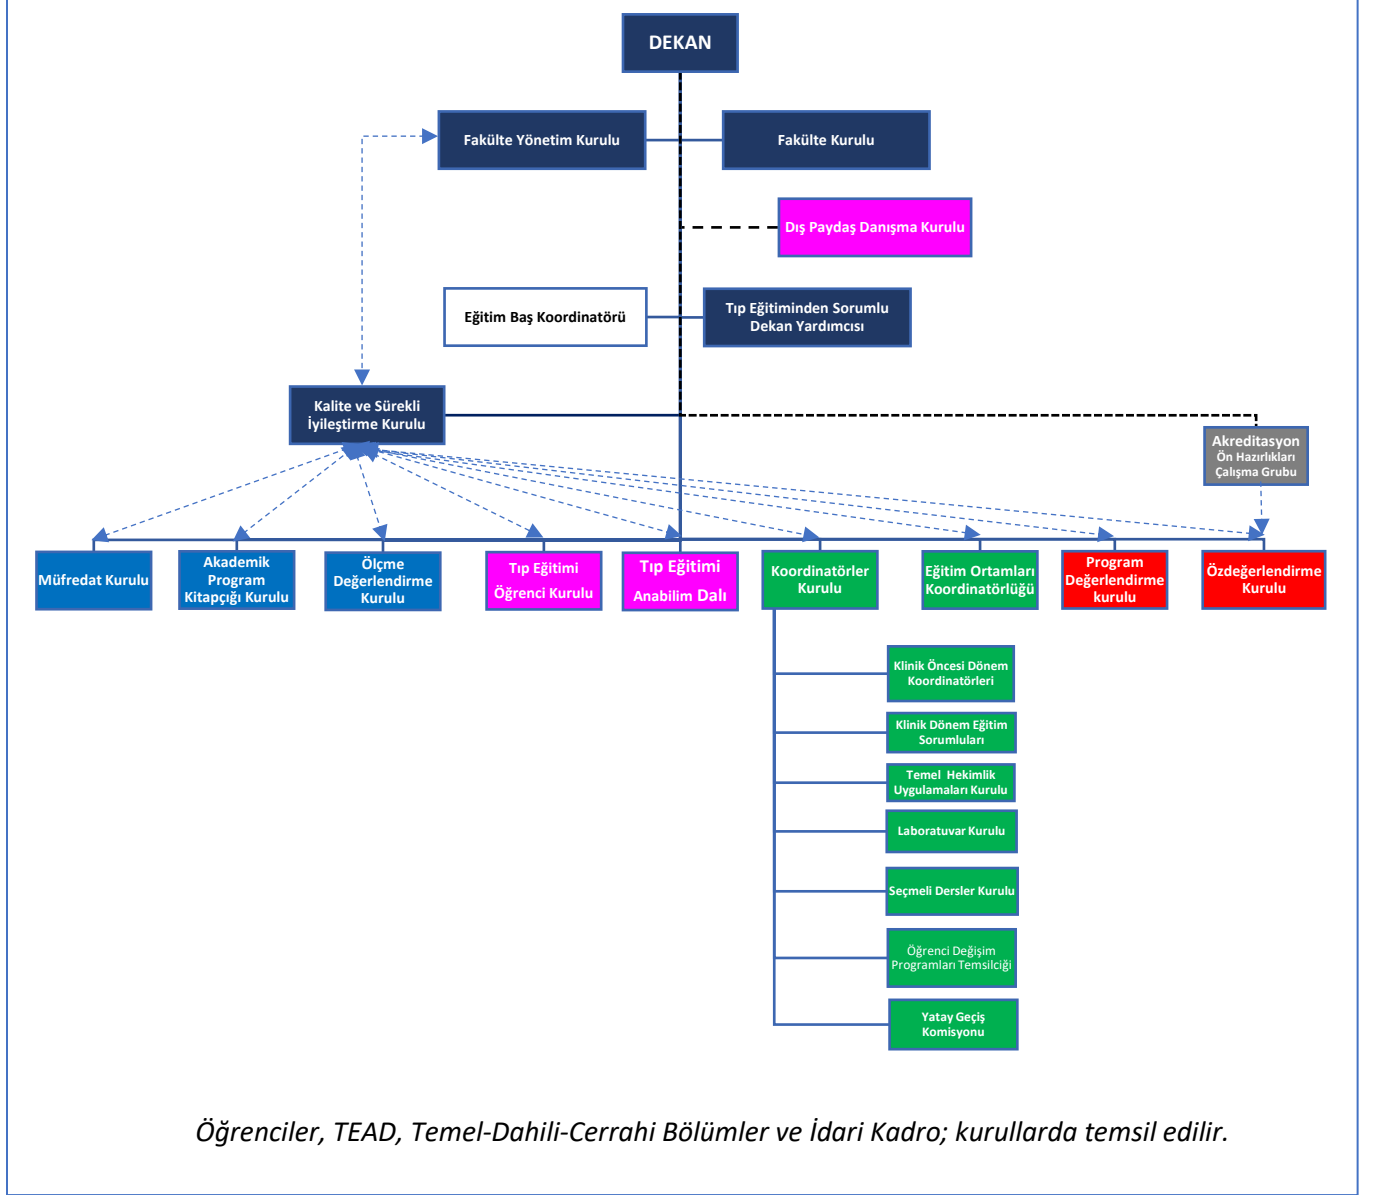 DEKAN
Fakülte Yönetim Kurulu
Fakülte Kurulu
Dış Paydaş Danışma Kurulu
Eğitim Baş Koordinatörü
Tıp Eğitiminden Sorumlu
Dekan Yardımcısı
Kalite ve Sürekli
İyileştirme Kurulu
Akreditasyon
Ön Hazırlıkları
Çalışma Grubu
Müfredat Kurulu
Akademik
Program
Kitapçığı Kurulu
Ölçme
Değerlendirme
Kurulu
Tıp Eğitimi
Öğrenci Kurulu
Tıp Eğitimi
Anabilim Dalı
Koordinatörler
Kurulu
Eğitim Ortamları
Koordinatörlüğü
Program
Değerlendirme
kurulu
Özdeğerlendirme
Kurulu
Klinik Öncesi Dönem
Koordinatörleri
Klinik Dönem Eğitim
Sorumluları
Temel  Hekimlik
Uygulamaları Kurulu
Laboratuvar Kurulu
Seçmeli Dersler Kurulu
Öğrenci Değişim
Programları Temsilciği
Yatay Geçiş
Komisyonu
Öğrenciler, TEAD, Temel-Dahili-Cerrahi Bölümler ve İdari Kadro; kurullarda temsil edilir.